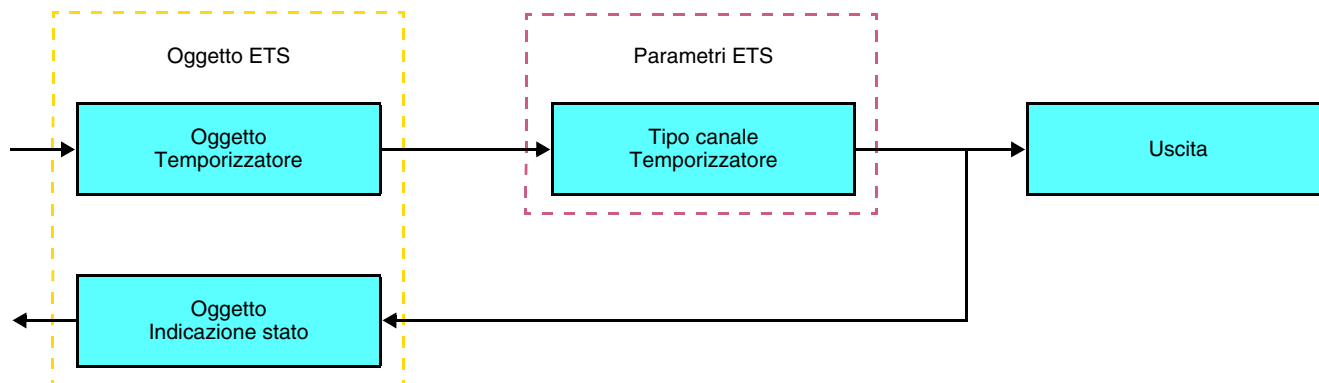 Oggetto ETS
Parametri ETS
Oggetto
Temporizzatore
Tipo canale
Temporizzatore
Uscita
Oggetto
Indicazione stato